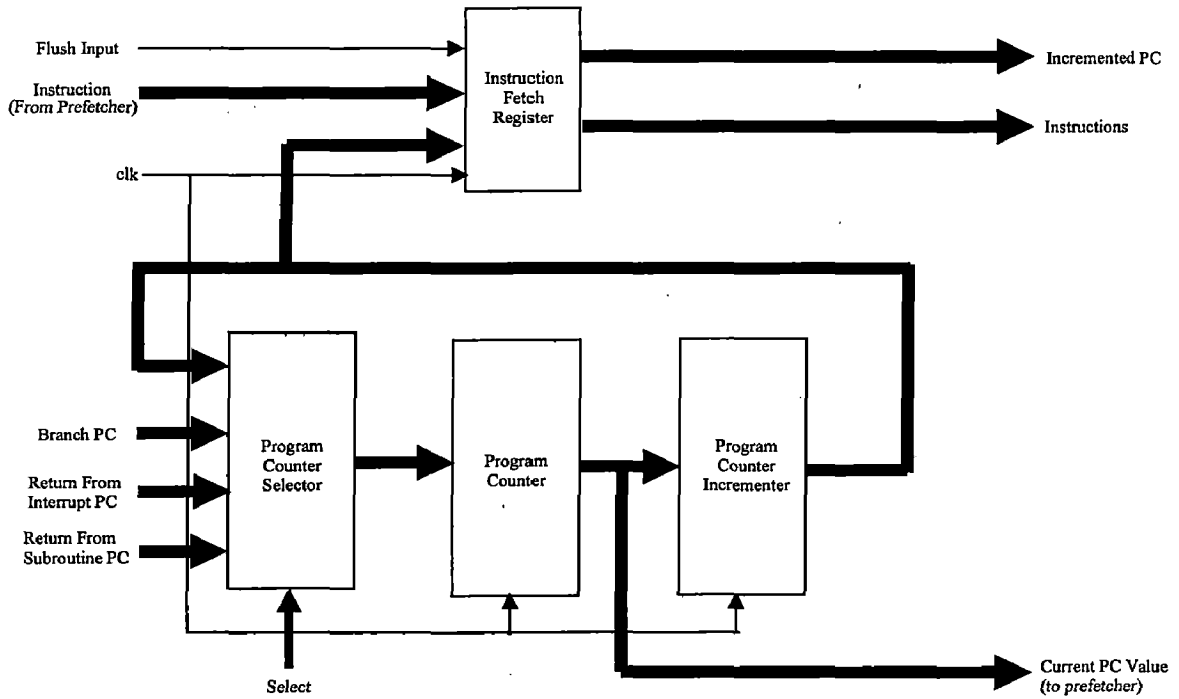 Flush Input
Instruction
(From Prefetcher)
clk
Instruction
Fetch
Register
Incremented PC
Instructions
Branch PC
Return From
Interrupt PC
Return From
Subroutine PC
Program
Counter
Selector
Program
Counter
Program
Counter
Incrementer
Select
Current PC Value
(to prefetcher)